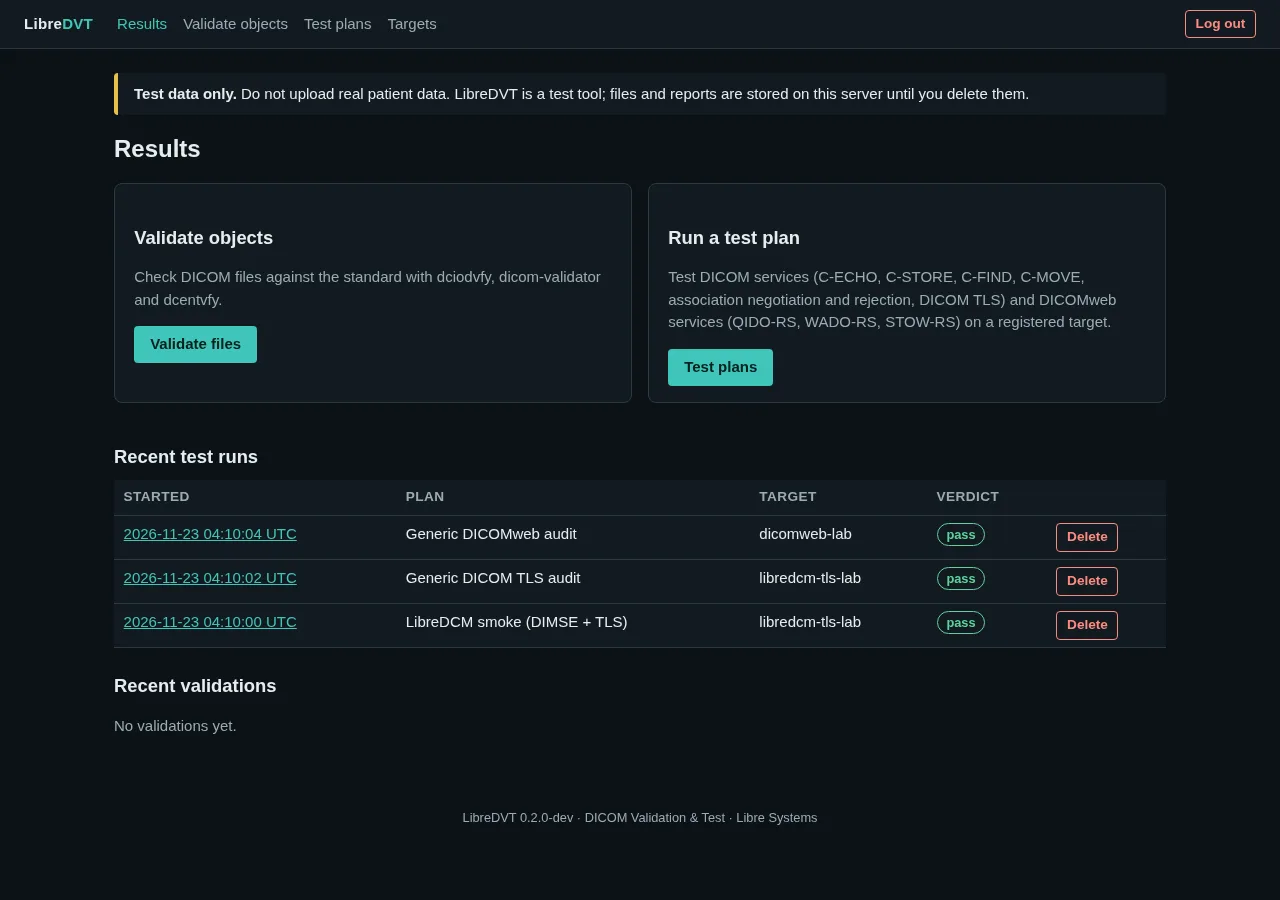 LibreDVT Results Validate objects Test plans Targets Log out
Test data only. Do not upload real patient data. LibreDVT is a test tool; files and reports are stored on this server until you delete them.
Results
Validate objects
Check DICOM files against the standard with dciodvfy, dicom-validator
and dcentvfy.
Validate files
Run a test plan
Test DICOM services (C-ECHO, C-STORE, C-FIND, C-MOVE,
association negotiation and rejection, DICOM TLS) and DICOMweb
services (QIDO-RS, WADO-RS, STOW-RS) on a registered target.
Test plans
Recent test runs
STARTED PLAN TARGET VERDICT
2026-11-23 04:10:04 UTC Generic DICOMweb audit dicomweb-lab pass Delete
2026-11-23 04:10:02 UTC Generic DICOM TLS audit libredcm-tls-lab pass Delete
2026-11-23 04:10:00 UTC LibreDCM smoke (DIMSE + TLS) libredcm-tls-lab pass Delete
Recent validations
No validations yet.
LibreDVT 0.2.0-dev · DICOM Validation & Test · Libre Systems